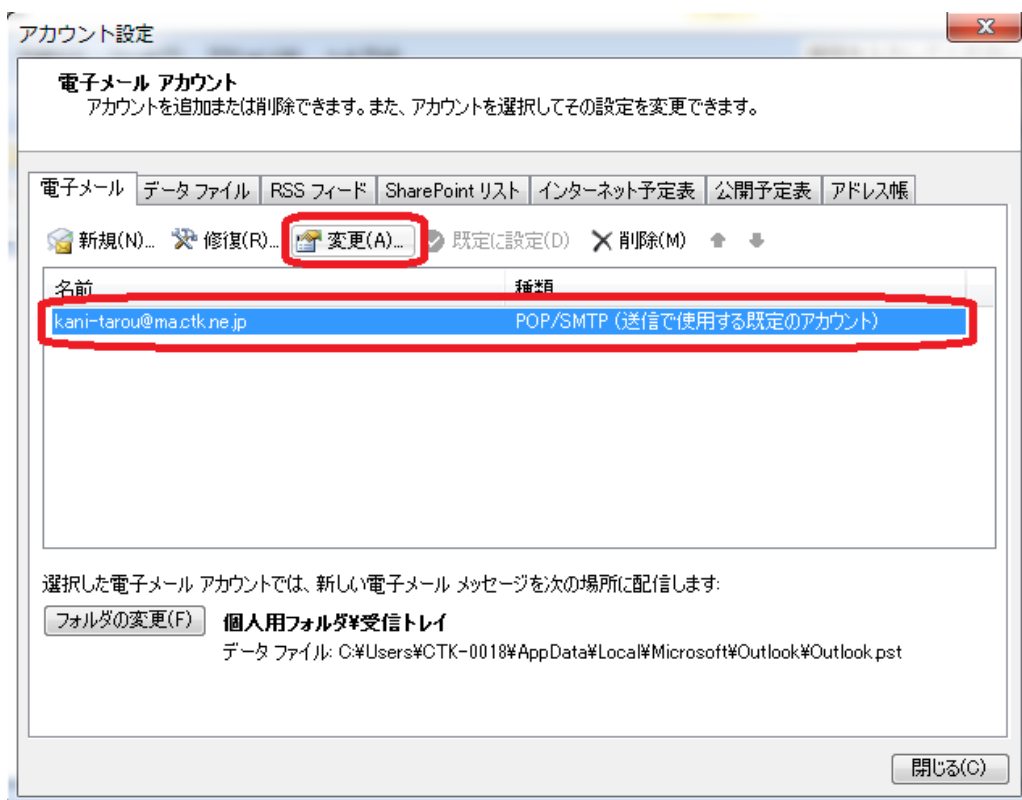 アカウント設定
電子メール アカウント
アカウントを追加または削除できます。また、アカウントを選択してその設定を変更できます。
電子メール データ ファイル RSS フィード SharePoint リスト インターネット予定表 公開予定表 アドレス帳
新規(N)... 修復(R)... 変更(A)... 既定に設定(D) 削除(M)
名前 種類
kani-tarou@ma.ctk.ne.jp POP/SMTP (送信で使用する既定のアカウント)
選択した電子メール アカウントでは、新しい電子メール メッセージを次の場所に配信します:
フォルダの変更(F) 個人用フォルダ¥受信トレイ
データ ファイル: C:¥Users¥CTK-0018¥AppData¥Local¥Microsoft¥Outlook¥Outlook.pst
閉じる(C)